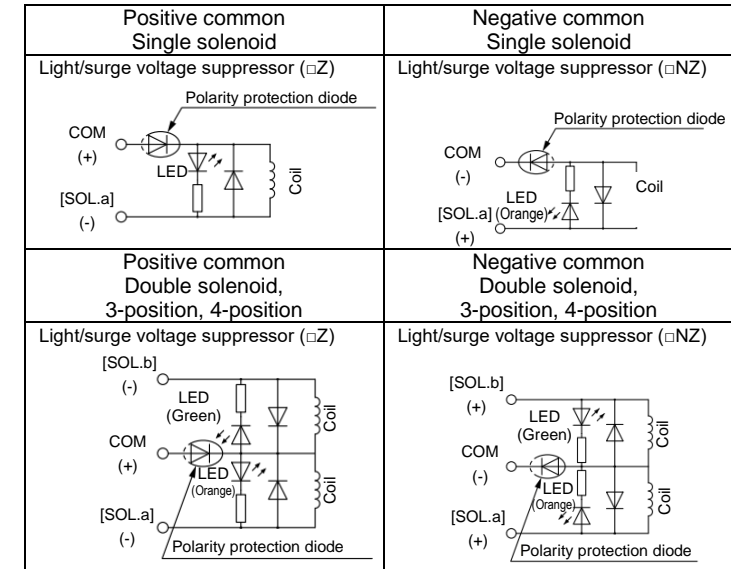 Positive common
Single solenoid
Negative common
Single solenoid
Light/surge voltage suppressor (□Z)
Polarity protection diode
COM
(+)
LED
Coil
[SOL.a]
(-)
Light/surge voltage suppressor (□NZ)
Polarity protection diode
COM
(-)
Coil
LED
[SOL.a] (Orange)
(+)
Positive common
Double solenoid,
3-position, 4-position
Negative common
Double solenoid,
3-position, 4-position
Light/surge voltage suppressor (□Z)
[SOL.b]
(-)
LED
(Green)
Coil
COM
(+)
LED
(Orange)
Coil
[SOL.a]
(-)
Polarity protection diode
Light/surge voltage suppressor (□NZ)
[SOL.b]
(+)
LED
(Green)
Coil
COM
(-)
LED
(Orange)
Coil
[SOL.a]
(+)
Polarity protection diode